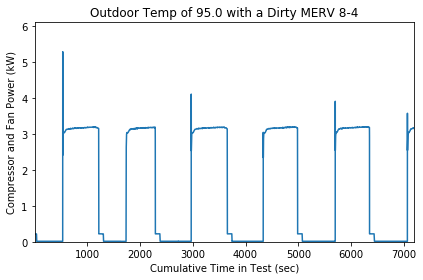 Outdoor Temp of 95.0 with a Dirty MERV 8-4
Compressor and Fan Power (kW)
6
5
4
3
2
1
0
1000 2000 3000 4000 5000 6000 7000
Cumulative Time in Test (sec)